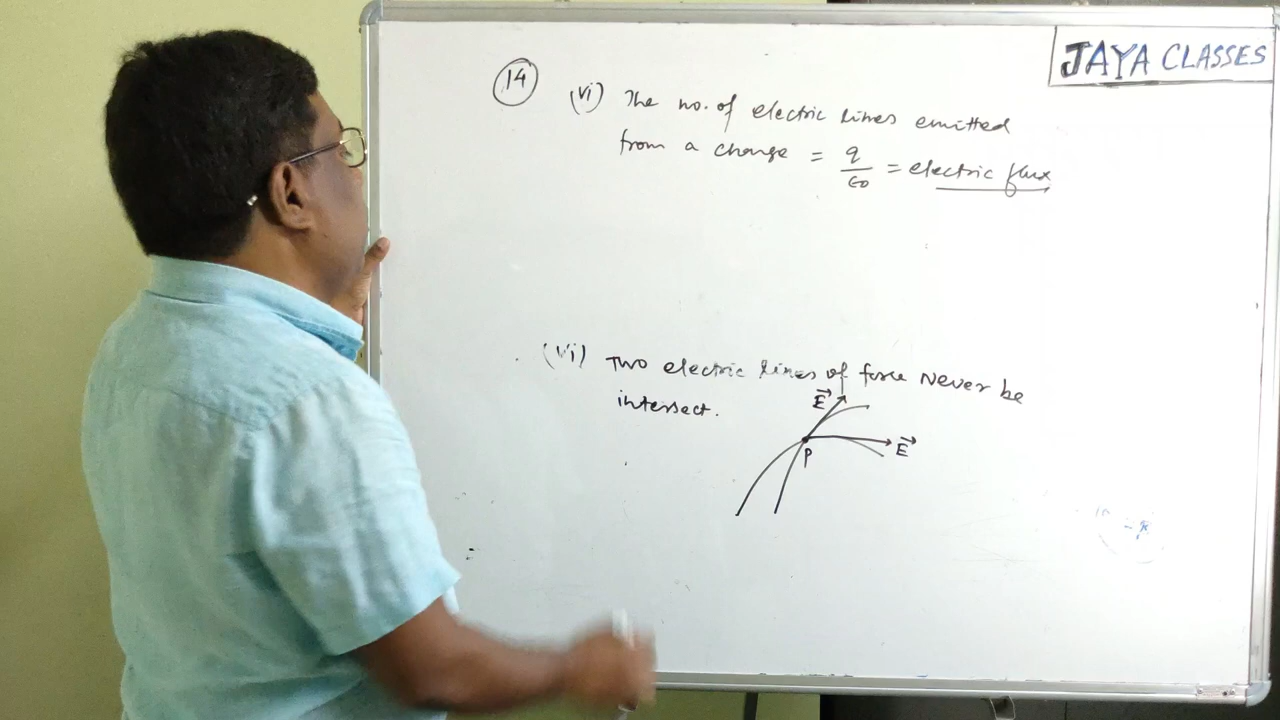 JAYA CLASSES
14
(vi) The no. of electric lines emitted
from a charge = q/ε0 = electric flux
(vi) Two electric lines of force Never be
intersect.
E⃗
P
E⃗